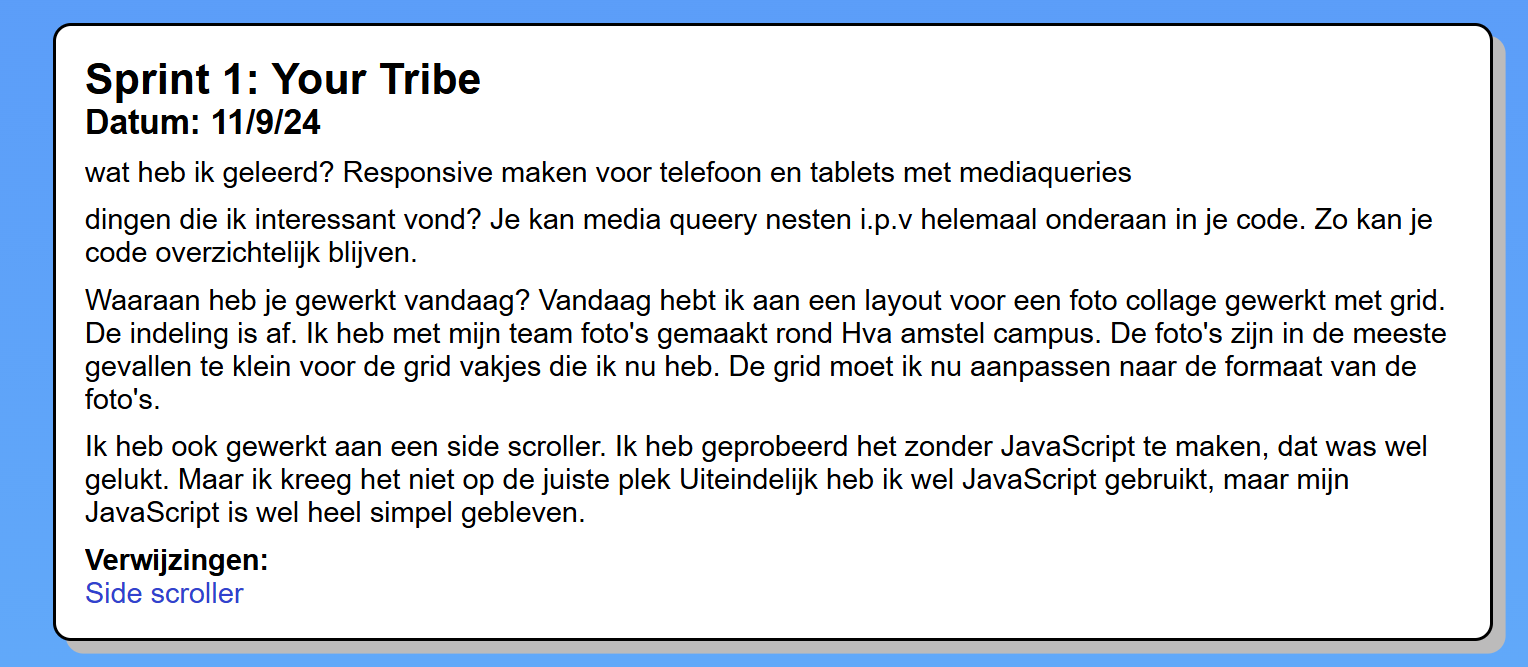 Sprint 1: Your Tribe
Datum: 11/9/24
wat heb ik geleerd? Responsive maken voor telefoon en tablets met mediaqueries
dingen die ik interessant vond? Je kan media queery nesten i.p.v helemaal onderaan in je code. Zo kan je
code overzichtelijk blijven.
Waaraan heb je gewerkt vandaag? Vandaag hebt ik aan een layout voor een foto collage gewerkt met grid.
De indeling is af. Ik heb met mijn team foto's gemaakt rond Hva amstel campus. De foto's zijn in de meeste
gevallen te klein voor de grid vakjes die ik nu heb. De grid moet ik nu aanpassen naar de formaat van de
foto's.
Ik heb ook gewerkt aan een side scroller. Ik heb geprobeerd het zonder JavaScript te maken, dat was wel
gelukt. Maar ik kreeg het niet op de juiste plek Uiteindelijk heb ik wel JavaScript gebruikt, maar mijn
JavaScript is wel heel simpel gebleven.
Verwijzingen:
Side scroller